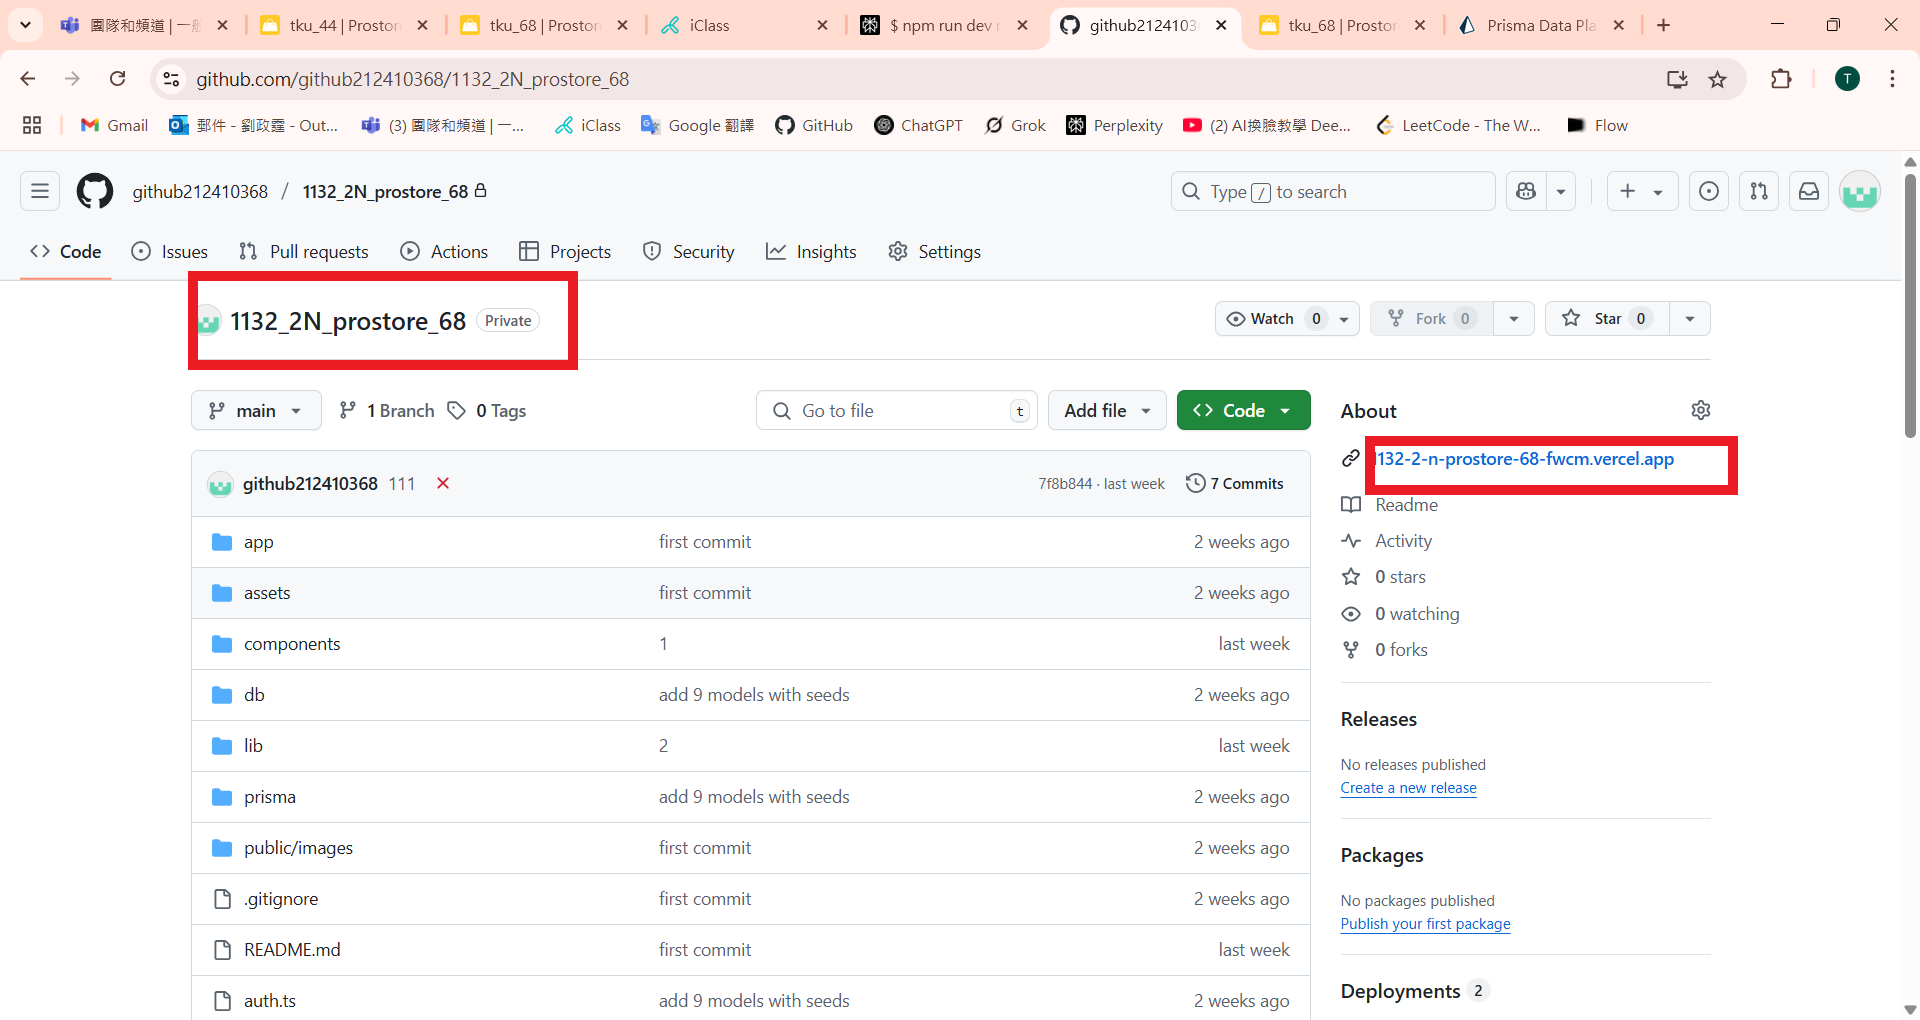 團隊和頻道 | 一般
tku_44 | Prostore
tku_68 | Prostore
iClass
$ npm run dev
github2124103
tku_68 | Prostor
Prisma Data Pla
github.com/github212410368/1132_2N_prostore_68
T
Gmail
郵件 - 劉政霆 - Out...
(3) 團隊和頻道 | 一...
iClass
Google 翻譯
GitHub
ChatGPT
Grok
Perplexity
(2) AI換臉教學 Dee...
LeetCode - The W...
Flow
github212410368 / 1132_2N_prostore_68
Type / to search
Code
Issues
Pull requests
Actions
Projects
Security
Insights
Settings
1132_2N_prostore_68 Private
Watch 0
Fork 0
Star 0
main
1 Branch
0 Tags
Go to file t
Add file
Code
github212410368 111
7f8b844 · last week
7 Commits
app first commit 2 weeks ago
assets first commit 2 weeks ago
components 1 last week
db add 9 models with seeds 2 weeks ago
lib 2 last week
prisma add 9 models with seeds 2 weeks ago
public/images first commit 2 weeks ago
.gitignore first commit 2 weeks ago
README.md first commit last week
auth.ts add 9 models with seeds 2 weeks ago
About
1132-2-n-prostore-68-fwcm.vercel.app
Readme
Activity
0 stars
0 watching
0 forks
Releases
No releases published
Create a new release
Packages
No packages published
Publish your first package
Deployments 2